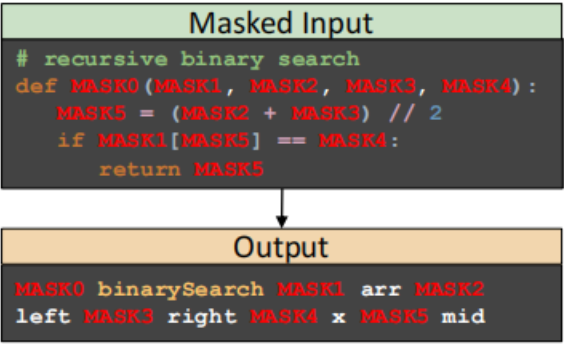 Masked Input
# recursive binary search
def MASK0(MASK1, MASK2, MASK3, MASK4):
MASK5 = (MASK2 + MASK3) // 2
if MASK1[MASK5] == MASK4:
return MASK5
Output
MASK0 binarySearch MASK1 arr MASK2
left MASK3 right MASK4 x MASK5 mid